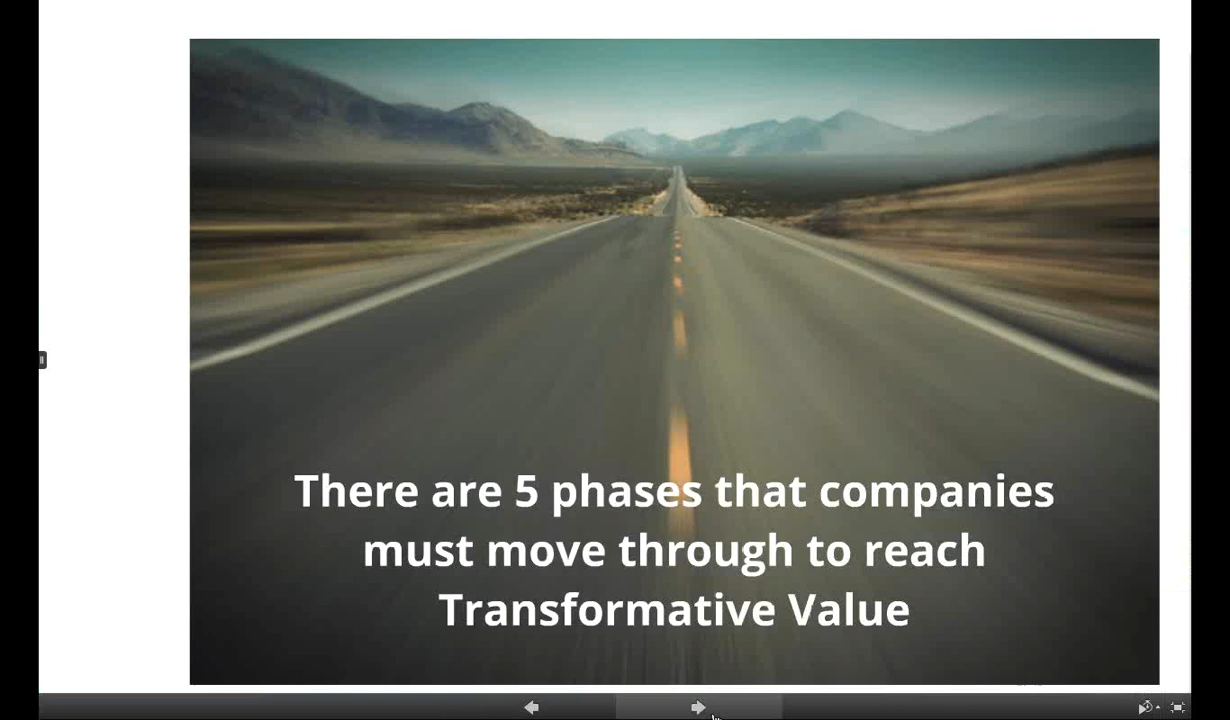 There are 5 phases that companies
must move through to reach
Transformative Value